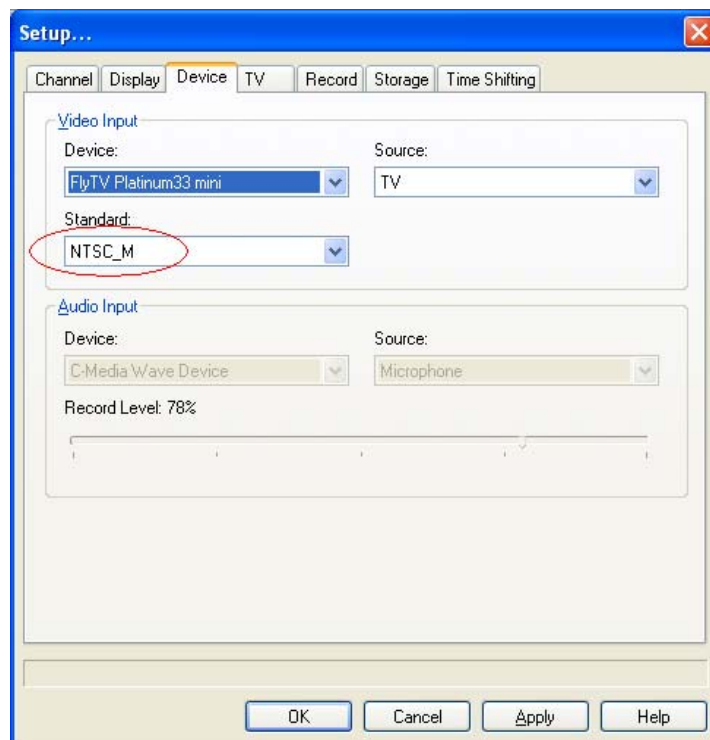 Setup...
Channel Display Device TV Record Storage Time Shifting
Video Input
Device: Source:
FlyTV Platinum33 mini TV
Standard:
NTSC_M
Audio Input
Device: Source:
C-Media Wave Device Microphone
Record Level: 78%
OK Cancel Apply Help